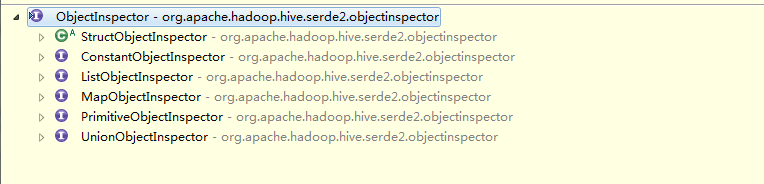 ObjectInspector - org.apache.hadoop.hive.serde2.objectinspector
StructObjectInspector - org.apache.hadoop.hive.serde2.objectinspector
ConstantObjectInspector - org.apache.hadoop.hive.serde2.objectinspector
ListObjectInspector - org.apache.hadoop.hive.serde2.objectinspector
MapObjectInspector - org.apache.hadoop.hive.serde2.objectinspector
PrimitiveObjectInspector - org.apache.hadoop.hive.serde2.objectinspector
UnionObjectInspector - org.apache.hadoop.hive.serde2.objectinspector